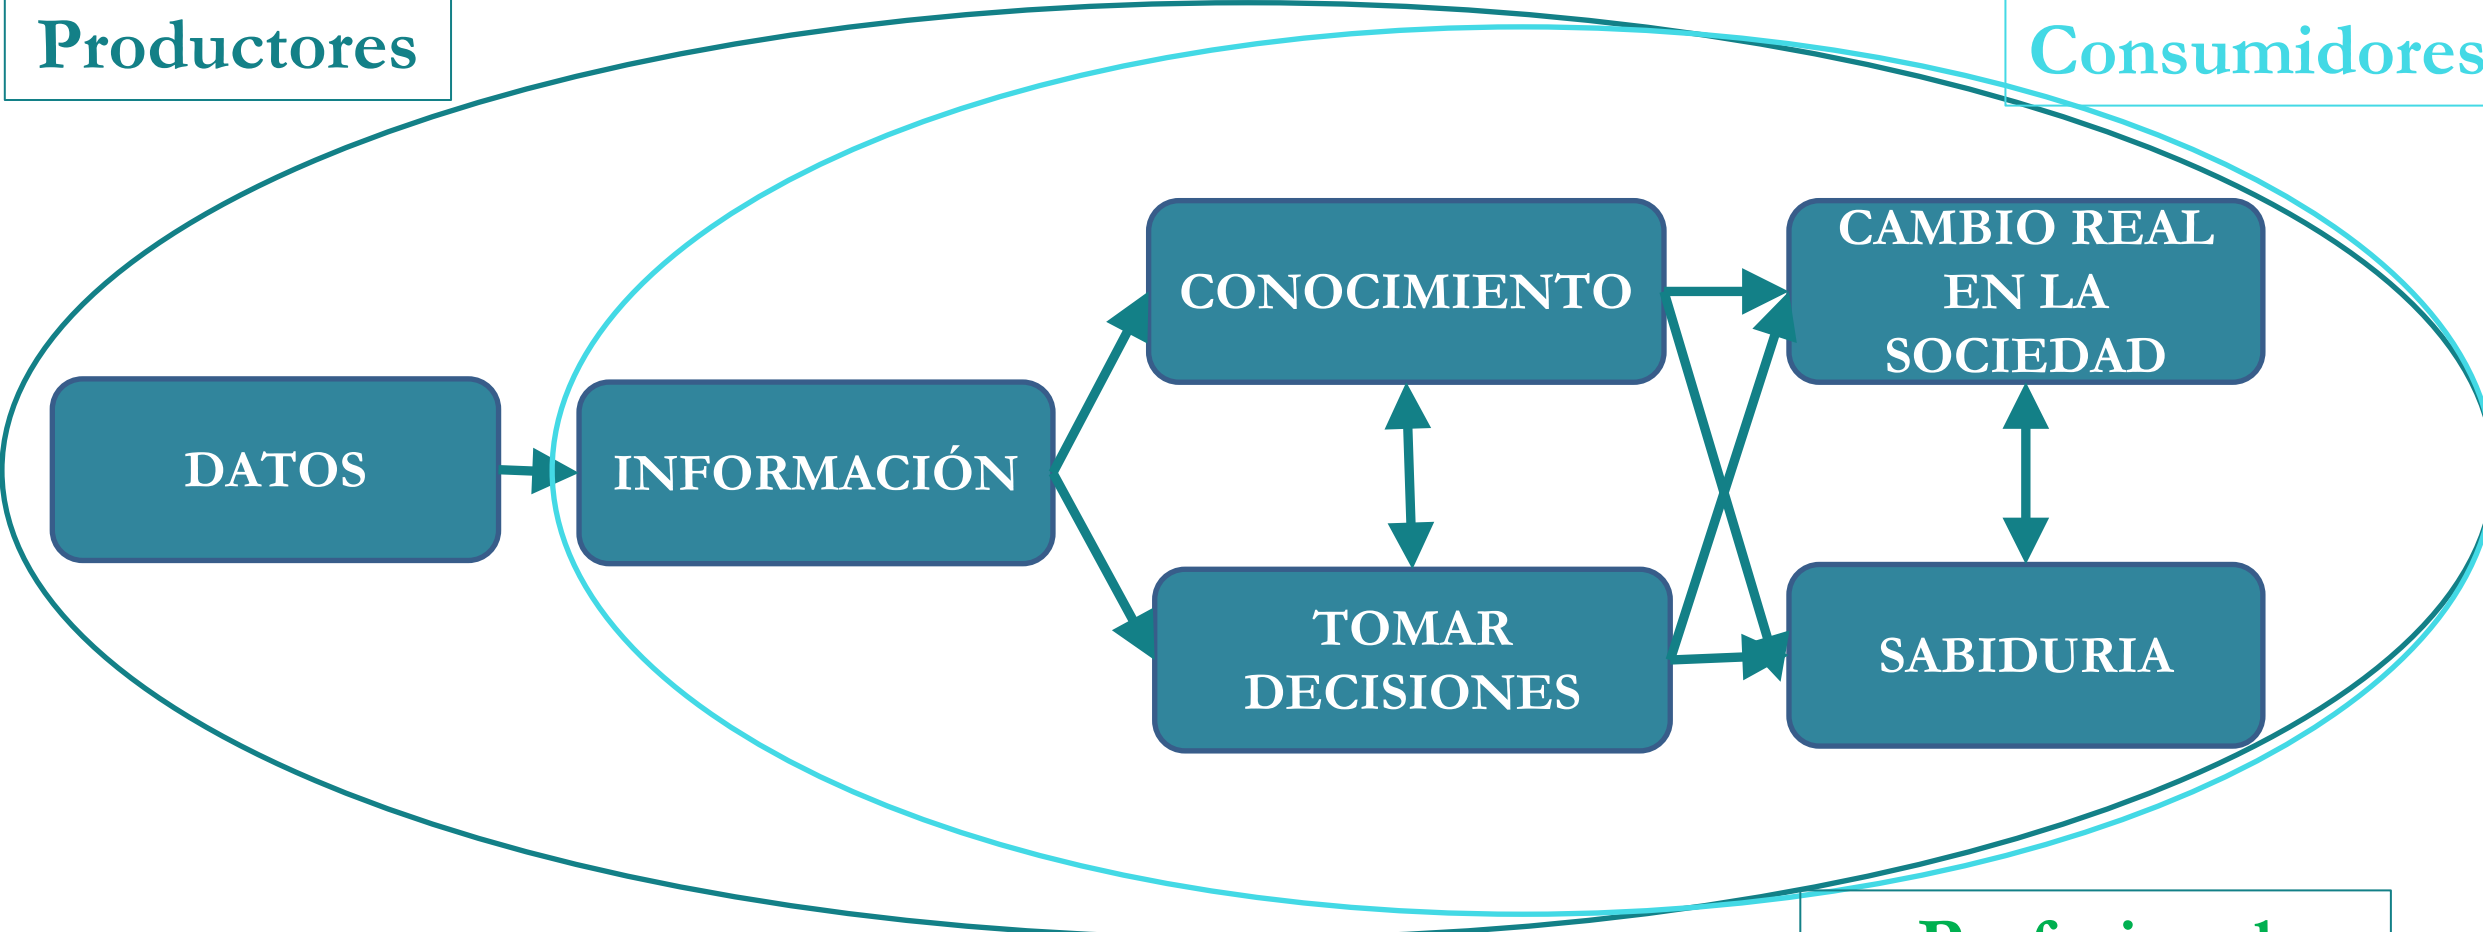 Productores
Consumidores
CONOCIMIENTO
CAMBIO REAL
EN LA
SOCIEDAD
DATOS
INFORMACIÓN
TOMAR
DECISIONES
SABIDURIA